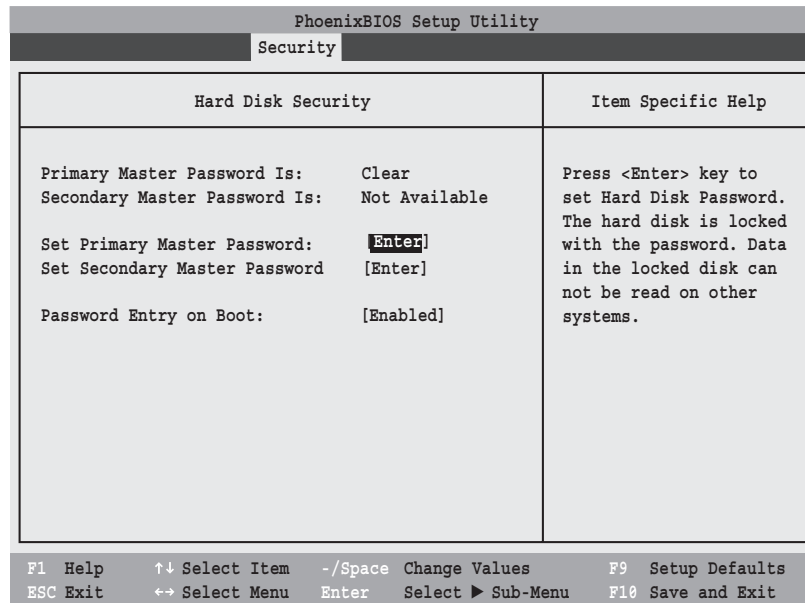 PhoenixBIOS Setup Utility
Security
Hard Disk Security
Item Specific Help
Primary Master Password Is: Clear
Secondary Master Password Is: Not Available
Set Primary Master Password: [Enter]
Set Secondary Master Password [Enter]
Password Entry on Boot: [Enabled]
Press <Enter> key to
set Hard Disk Password.
The hard disk is locked
with the password. Data
in the locked disk can
not be read on other
systems.
F1 Help ↑↓ Select Item -/Space Change Values F9 Setup Defaults
ESC Exit ←→ Select Menu Enter Select ▶ Sub-Menu F10 Save and Exit